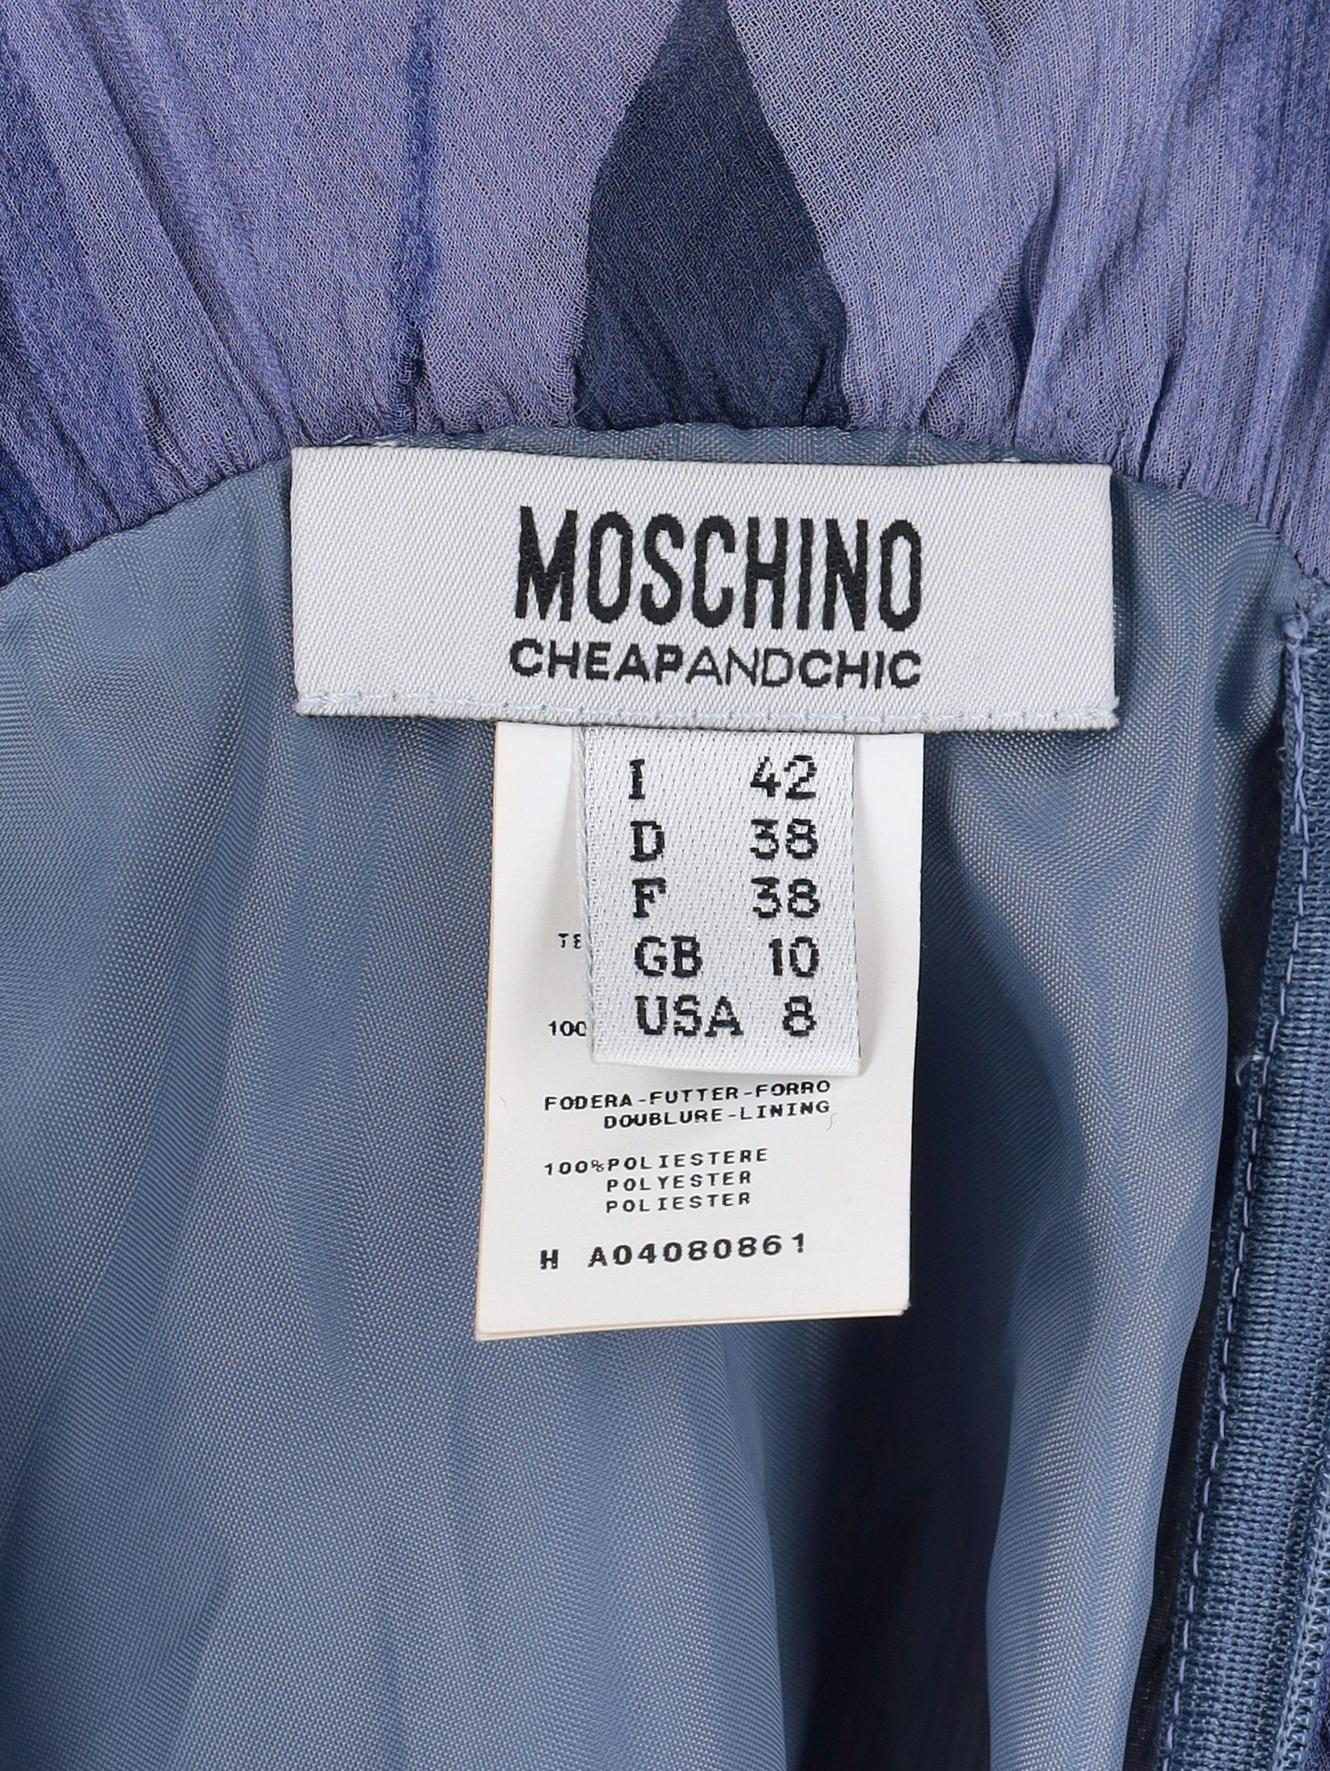 MOSCHINO
CHEAPANDCHIC
I 42
D 38
F 38
GB 10
USA 8
100
FODERA-FUTTER-FORRO
DOUBLURE-LINING
100%POLIESTERE
POLYESTER
POLIESTER
H A04080861